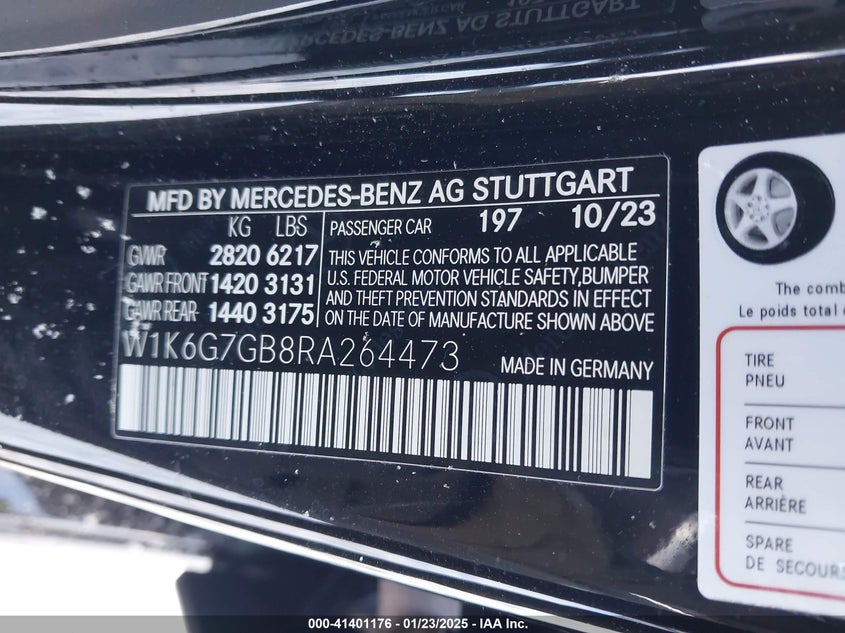 MERCEDES-BENZ AG STUTTGART
MFD BY MERCEDES-BENZ AG STUTTGART
KG LBS
GVWR 2820 6217
GAWR FRONT 1420 3131
GAWR REAR 1440 3175
PASSENGER CAR 197 10/23
THIS VEHICLE CONFORMS TO ALL APPLICABLE
U.S. FEDERAL MOTOR VEHICLE SAFETY,BUMPER
AND THEFT PREVENTION STANDARDS IN EFFECT
ON THE DATE OF MANUFACTURE SHOWN ABOVE
W1K6G7GB8RA264473 MADE IN GERMANY
The comb
Le poids total
TIRE
PNEU
FRONT
AVANT
REAR
ARRIÈRE
SPARE
DE SECOURS
000-41401176 — 01/23/2025 — IAA Inc.